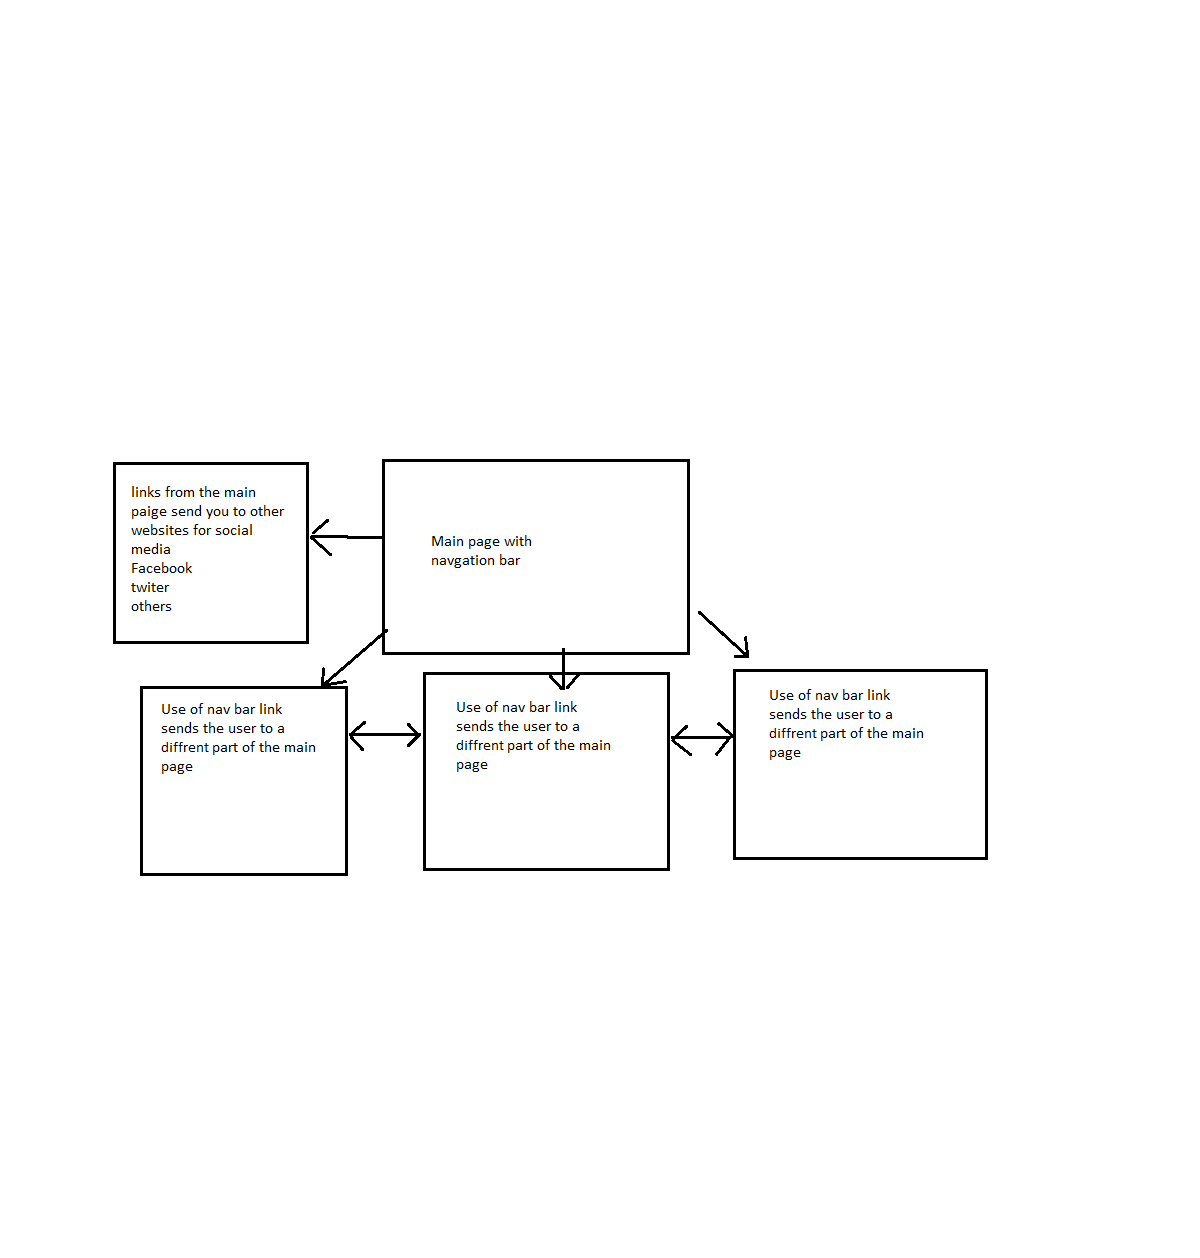 links from the main
paige send you to other
websites for social
media
Facebook
twiter
others
Main page with
navgation bar
Use of nav bar link
sends the user to a
diffrent part of the main
page
Use of nav bar link
sends the user to a
diffrent part of the main
page
Use of nav bar link
sends the user to a
diffrent part of the main
page